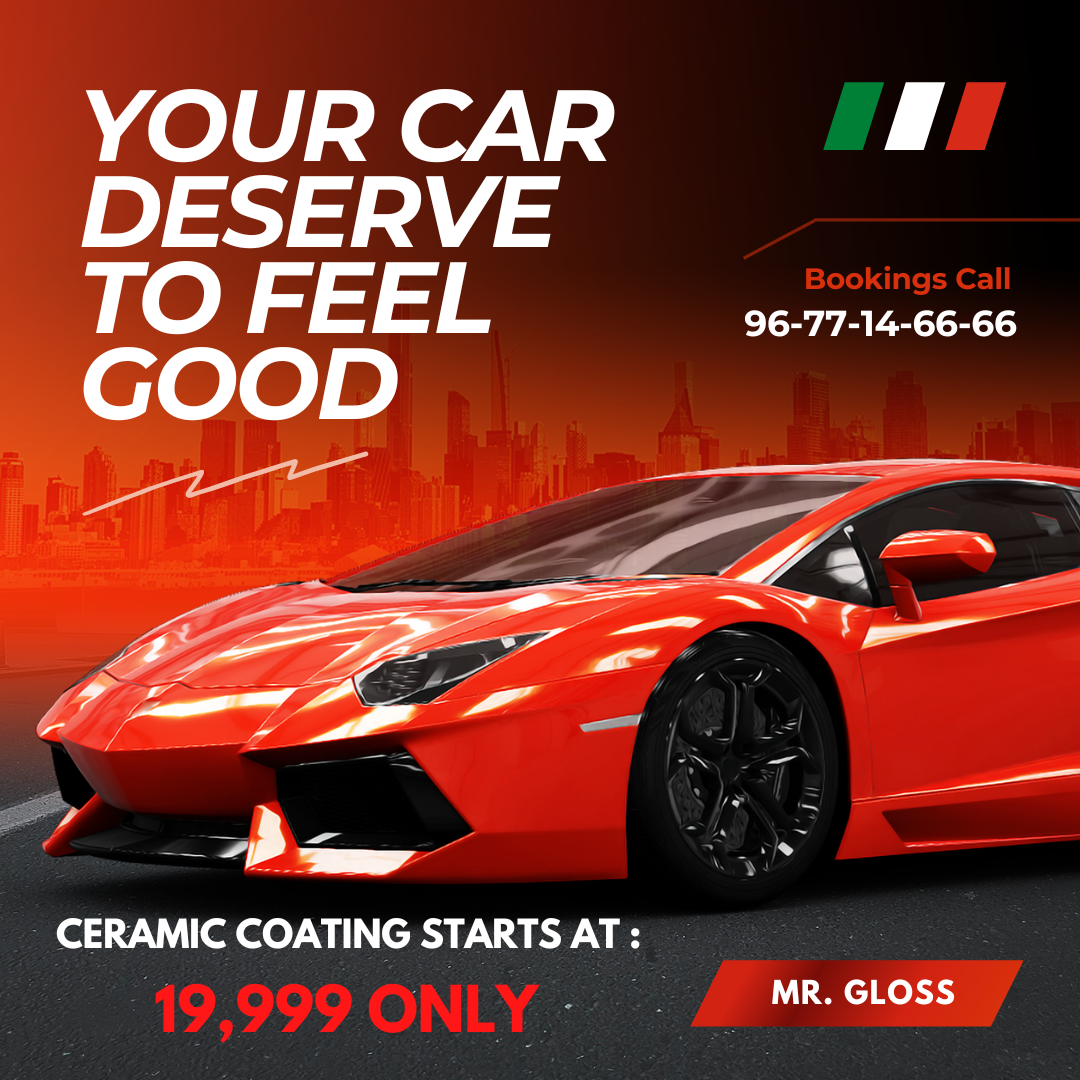 YOUR CAR
DESERVE
TO FEEL
GOOD
Bookings Call
96-77-14-66-66
CERAMIC COATING STARTS AT :
19,999 ONLY
MR. GLOSS